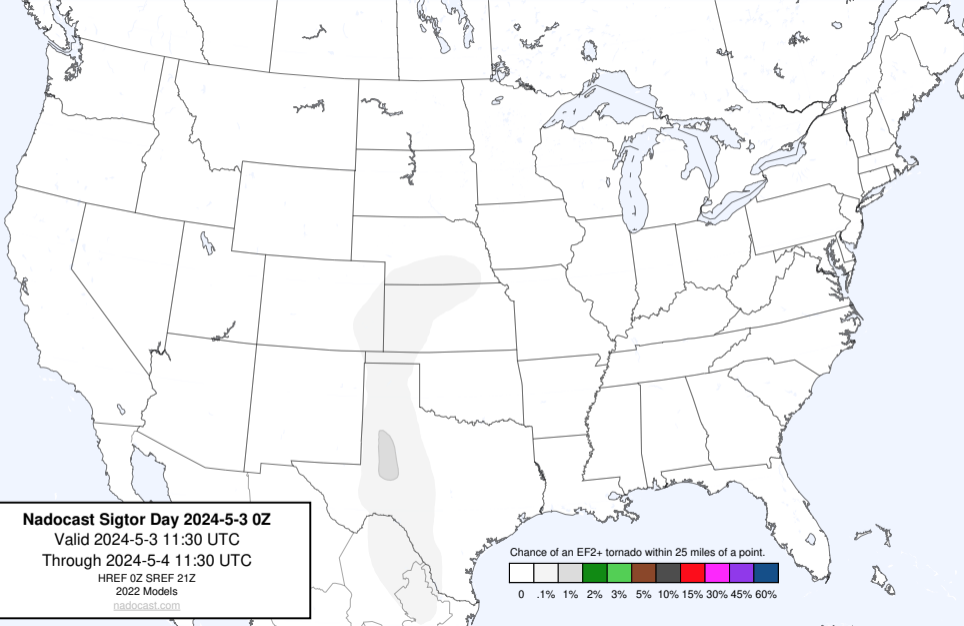 Nadocast Sigtor Day 2024-5-3 0Z
Valid 2024-5-3 11:30 UTC
Through 2024-5-4 11:30 UTC
HREF 0Z SREF 21Z
2022 Models
nadocast.com
Chance of an EF2+ tornado within 25 miles of a point.
0 .1% 1% 2% 3% 5% 10% 15% 30% 45% 60%